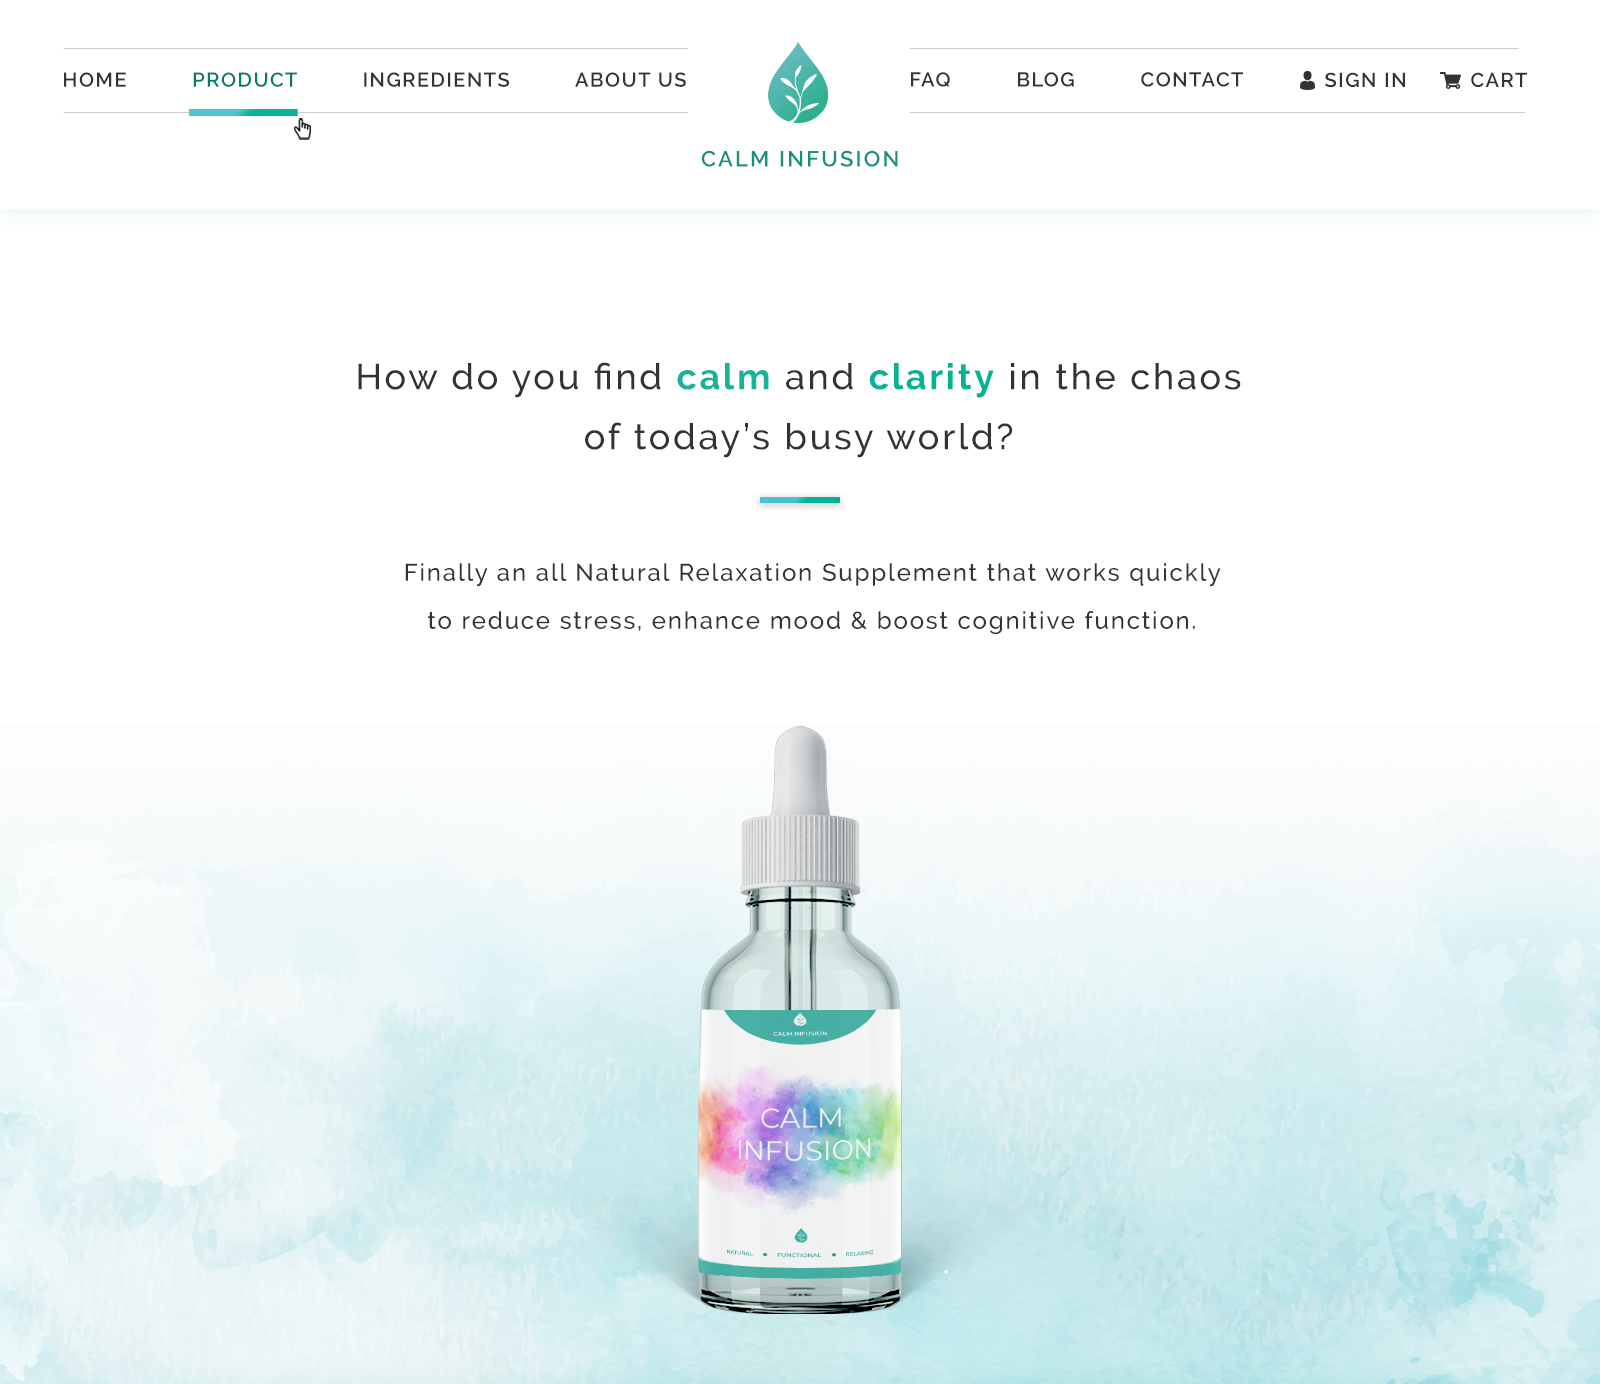 HOME PRODUCT INGREDIENTS ABOUT US FAQ BLOG CONTACT SIGN IN CART
CALM INFUSION
How do you find calm and clarity in the chaos
of today’s busy world?
Finally an all Natural Relaxation Supplement that works quickly
to reduce stress, enhance mood & boost cognitive function.
CALM INFUSION
CALM
INFUSION
NATURAL • FUNCTIONAL • RELAXING